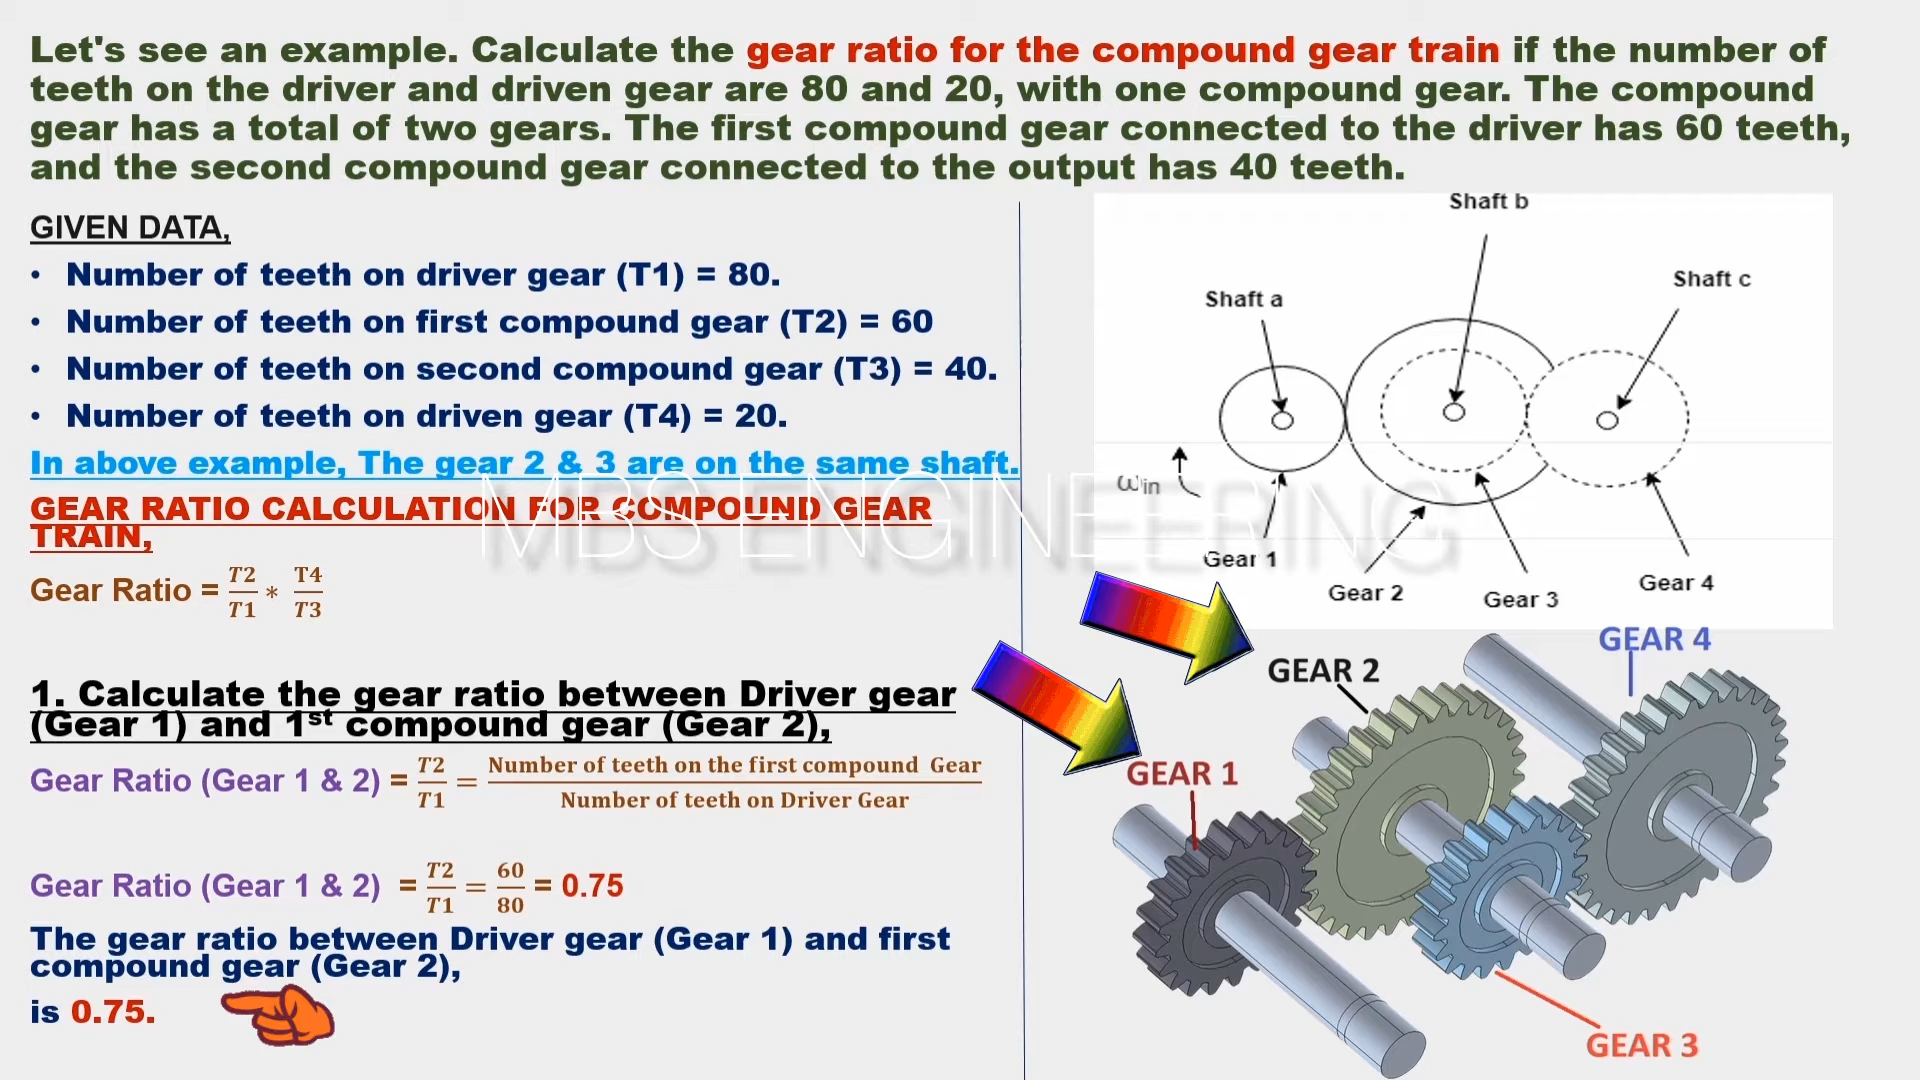 Let's see an example. Calculate the gear ratio for the compound gear train if the number of
teeth on the driver and driven gear are 80 and 20, with one compound gear. The compound
gear has a total of two gears. The first compound gear connected to the driver has 60 teeth,
and the second compound gear connected to the output has 40 teeth.
GIVEN DATA,
• Number of teeth on driver gear (T1) = 80.
• Number of teeth on first compound gear (T2) = 60
• Number of teeth on second compound gear (T3) = 40.
• Number of teeth on driven gear (T4) = 20.
In above example, The gear 2 & 3 are on the same shaft.
GEAR RATIO CALCULATION FOR COMPOUND GEAR
TRAIN,
Gear Ratio = T2/T1 * T4/T3
1. Calculate the gear ratio between Driver gear
(Gear 1) and 1st compound gear (Gear 2),
Gear Ratio (Gear 1 & 2) = T2/T1 = Number of teeth on the first compound Gear/Number of teeth on Driver Gear
Gear Ratio (Gear 1 & 2) = T2/T1 = 60/80 = 0.75
The gear ratio between Driver gear (Gear 1) and first
compound gear (Gear 2),
is 0.75.
MBS ENGINEERING
Shaft b
Shaft c
Shaft a
ωin
Gear 1
Gear 2
Gear 3
Gear 4
GEAR 4
GEAR 2
GEAR 1
GEAR 3